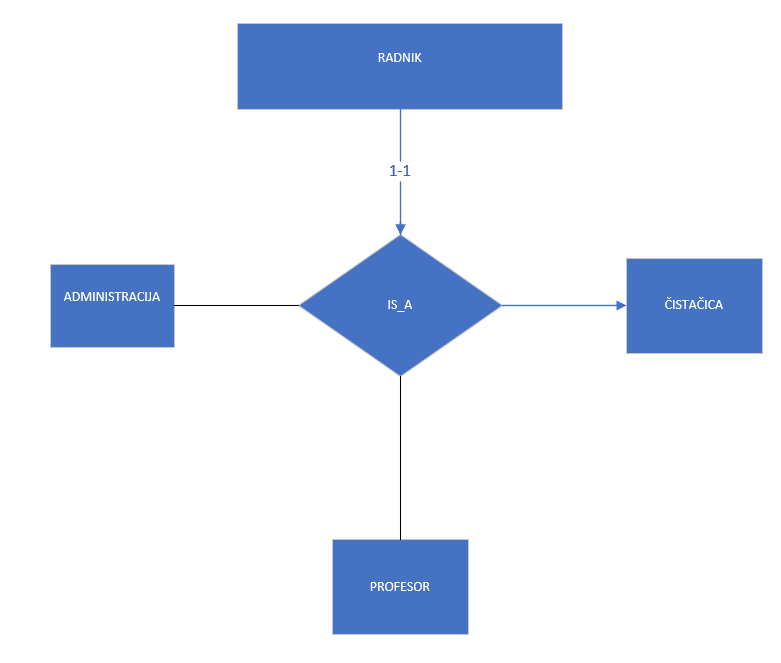 RADNIK
1-1
ADMINISTRACIJA
IS_A
ČISTAČICA
PROFESOR